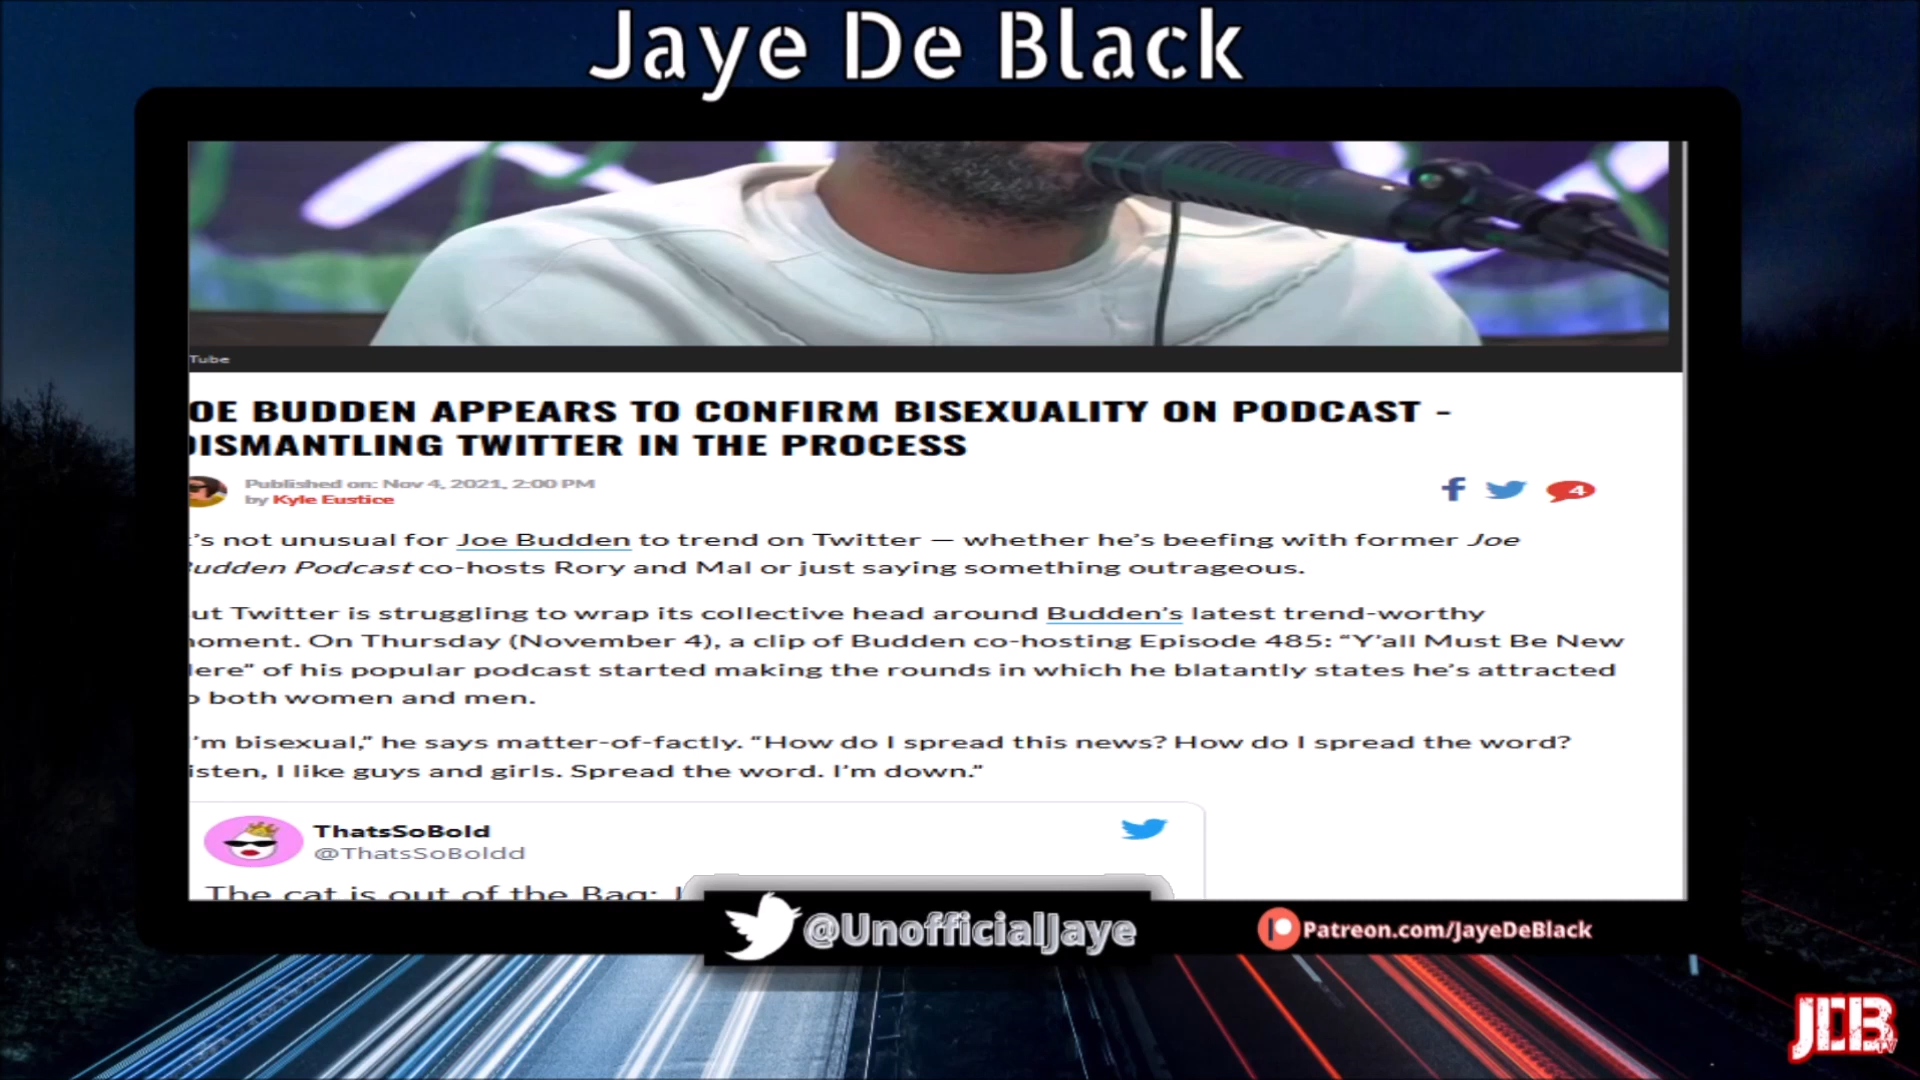 Jaye De Black
Tube
OE BUDDEN APPEARS TO CONFIRM BISEXUALITY ON PODCAST -
DISMANTLING TWITTER IN THE PROCESS
Published on: Nov 4, 2021, 2:00 PM
by Kyle Eustice
4
's not unusual for Joe Budden to trend on Twitter — whether he's beefing with former Joe
Budden Podcast co-hosts Rory and Mal or just saying something outrageous.
ut Twitter is struggling to wrap its collective head around Budden's latest trend-worthy
moment. On Thursday (November 4), a clip of Budden co-hosting Episode 485: "Y'all Must Be New
Here" of his popular podcast started making the rounds in which he blatantly states he's attracted
o both women and men.
'm bisexual," he says matter-of-factly. "How do I spread this news? How do I spread the word?
isten, I like guys and girls. Spread the word. I'm down."
ThatsSoBold
@ThatsSoBoldd
The cat is out of the Bag: J
@UnofficialJaye
Patreon.com/JayeDeBlack
JDB
TV